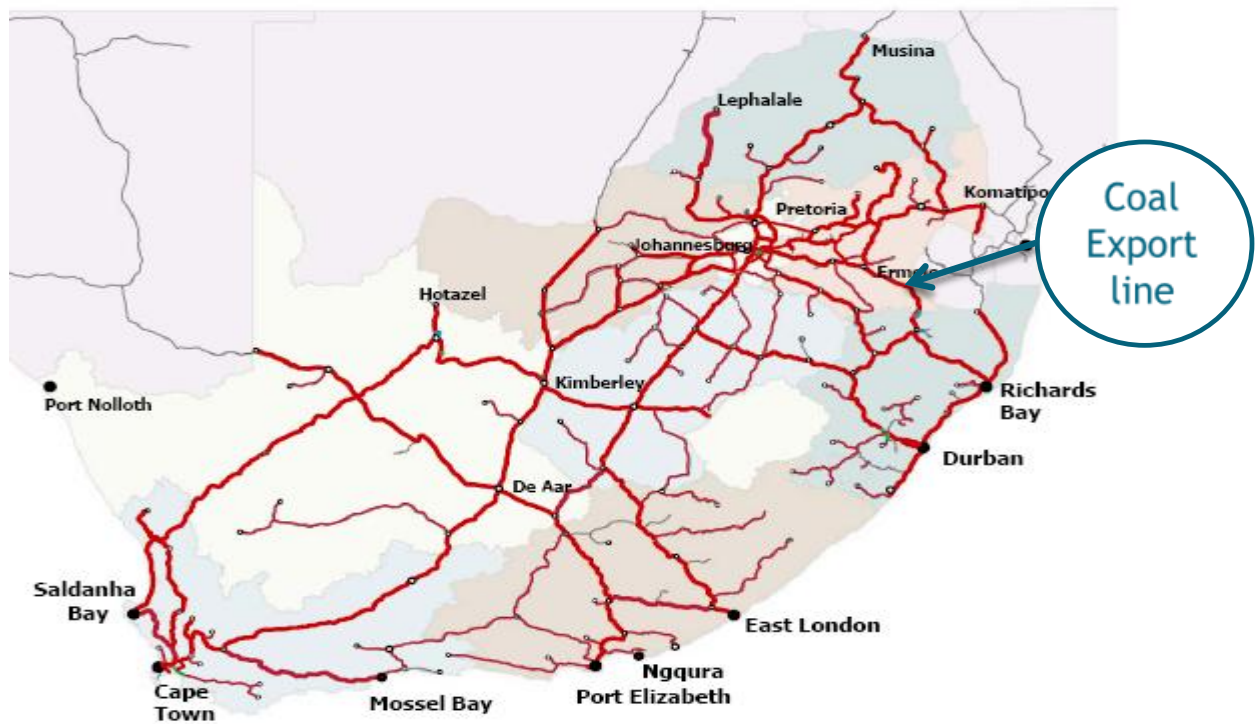 Musina
Lephalale
Komatipo
Pretoria
Johannesburg
Coal
Export
line
Hotazel
Kimberley
Port Nolloth
Richards
Bay
Durban
De Aar
Saldanha
Bay
East London
Ngqura
Port Elizabeth
Mossel Bay
Cape
Town